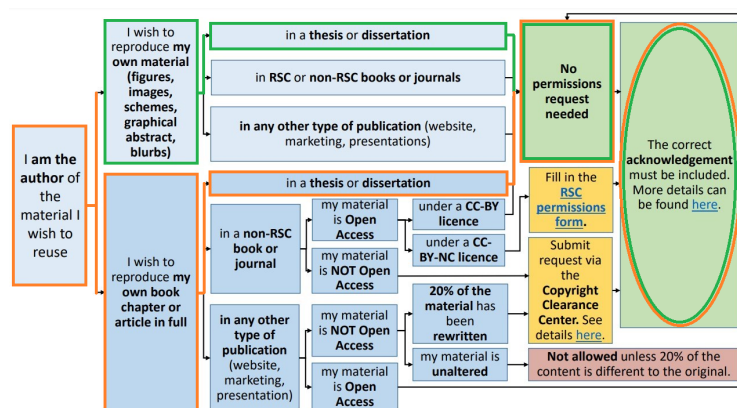 I am the
author of
the
material I
wish to
reuse
I wish to
reproduce my
own material
(figures,
images,
schemes,
graphical
abstract,
blurbs)
in a thesis or dissertation
in RSC or non-RSC books or journals
in any other type of publication (website,
marketing, presentations)
No
permissions
request
needed
The correct
acknowledgement
must be included.
More details can
be found here.
I wish to
reproduce my
own book
chapter or
article in full
in a thesis or dissertation
in a non-RSC
book or
journal
my material
is Open
Access
under a CC-BY
licence
under a CC-
BY-NC licence
my material
is NOT Open
Access
Fill in the
RSC
permissions
form.
Submit
request via
the
Copyright
Clearance
Center. See
details here.
in any other
type of
publication
(website,
marketing,
presentation)
my material
is NOT Open
Access
20% of the
material has
been
rewritten
my material is
unaltered
my material
is Open
Access
Not allowed unless 20% of the
content is different to the original.